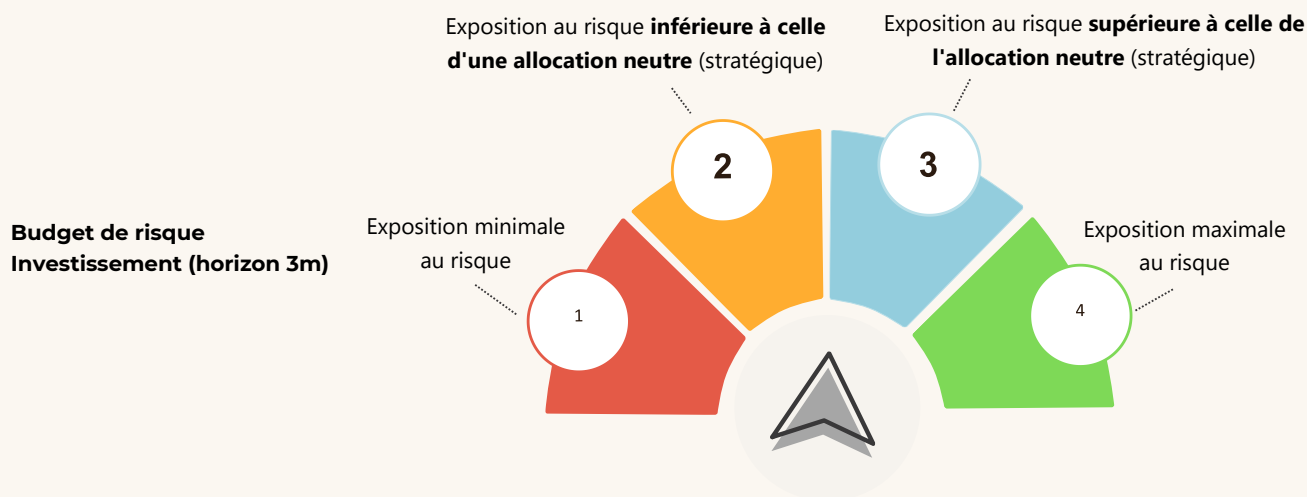 Exposition au risque inférieure à celle
d'une allocation neutre (stratégique)
Exposition au risque supérieure à celle de
l'allocation neutre (stratégique)
2
3
Budget de risque
Investissement (horizon 3m)
Exposition minimale
au risque
1
Exposition maximale
au risque
4